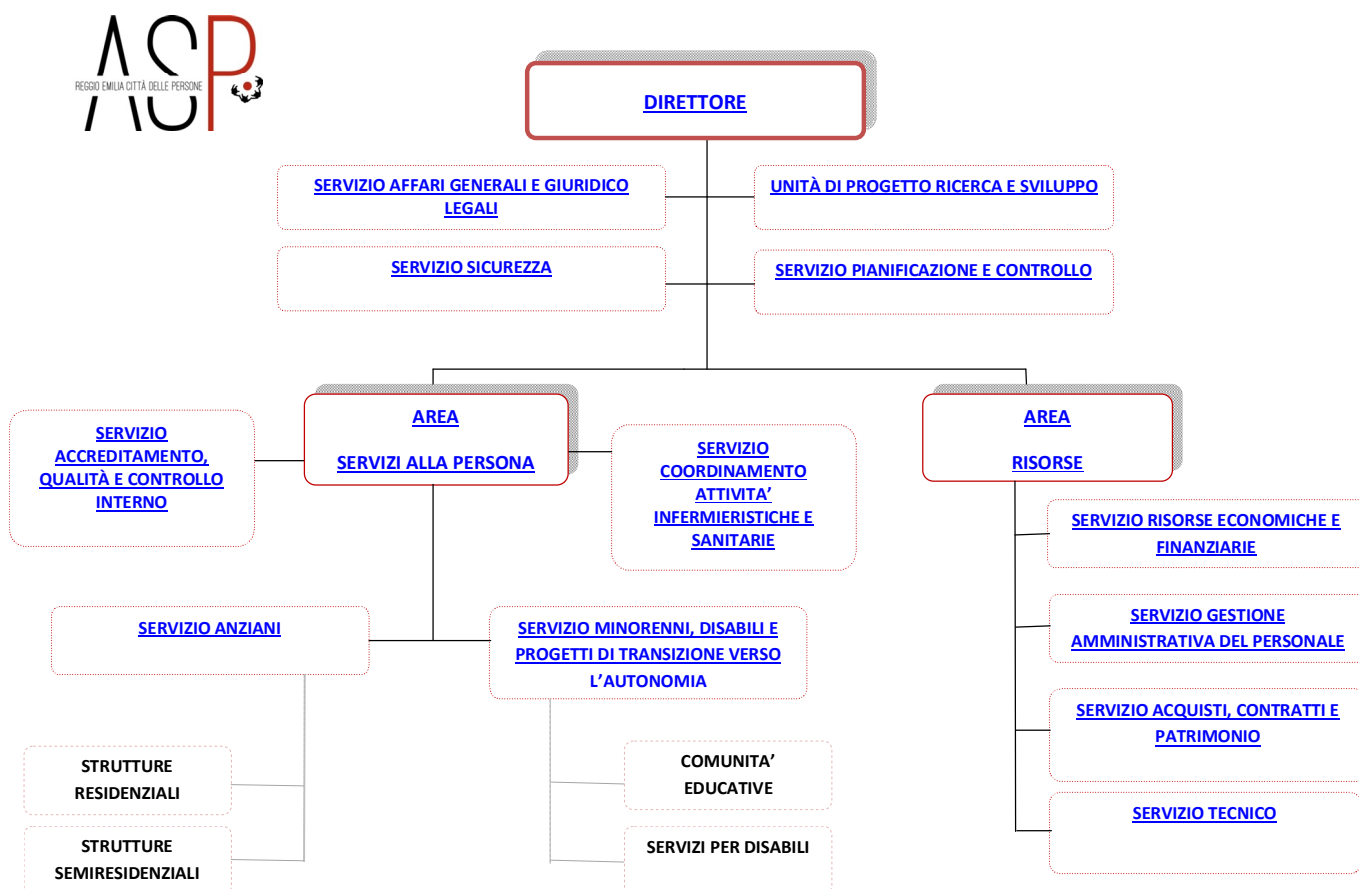 ASP
REGGIO EMILIA CITTÀ DELLE PERSONE
DIRETTORE
SERVIZIO AFFARI GENERALI E GIURIDICO
LEGALI
UNITÀ DI PROGETTO RICERCA E SVILUPPO
SERVIZIO SICUREZZA
SERVIZIO PIANIFICAZIONE E CONTROLLO
AREA
SERVIZI ALLA PERSONA
AREA
RISORSE
SERVIZIO
ACCREDITAMENTO,
QUALITÀ E CONTROLLO
INTERNO
SERVIZIO
COORDINAMENTO
ATTIVITA’
INFERMIERISTICHE E
SANITARIE
SERVIZIO RISORSE ECONOMICHE E
FINANZIARIE
SERVIZIO ANZIANI
SERVIZIO MINORENNI, DISABILI E
PROGETTI DI TRANSIZIONE VERSO
L’AUTONOMIA
SERVIZIO GESTIONE
AMMINISTRATIVA DEL PERSONALE
SERVIZIO ACQUISTI, CONTRATTI E
PATRIMONIO
STRUTTURE
RESIDENZIALI
COMUNITA’
EDUCATIVE
SERVIZIO TECNICO
STRUTTURE
SEMIRESIDENZIALI
SERVIZI PER DISABILI